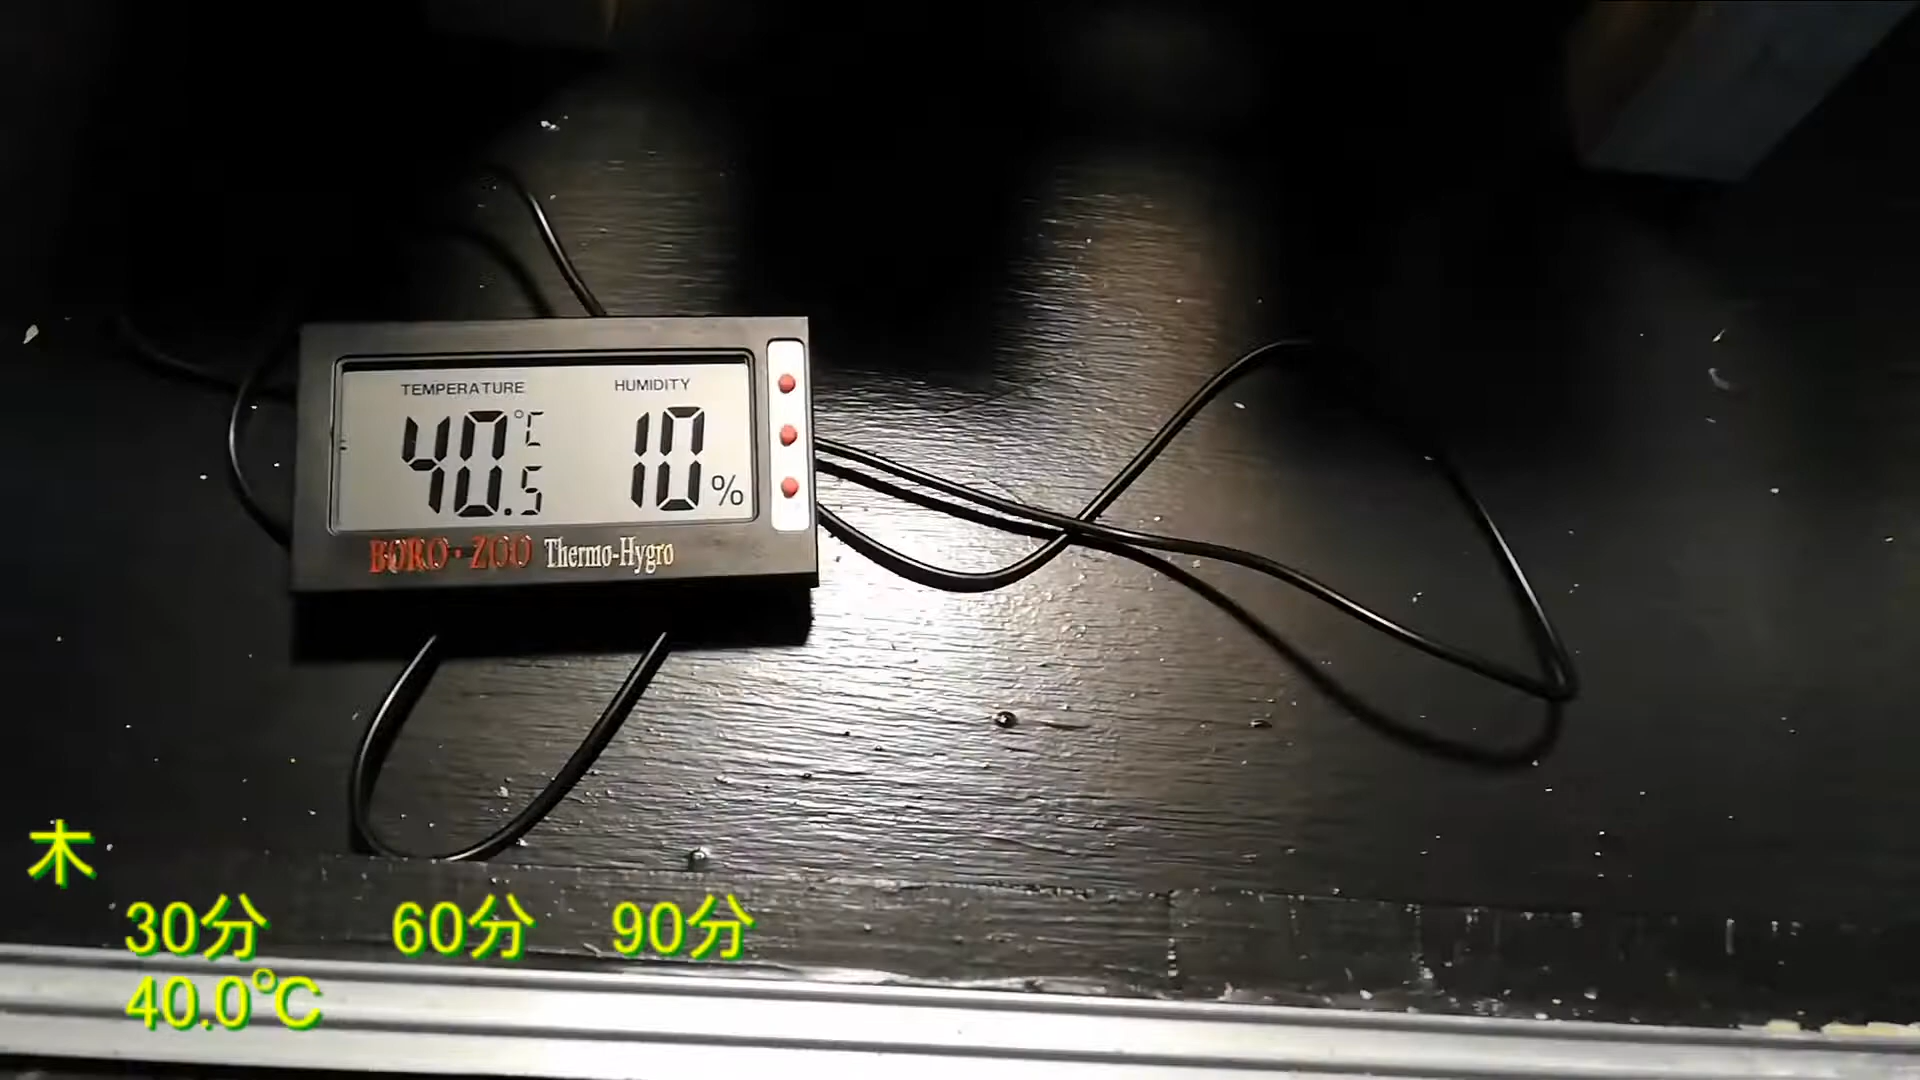 TEMPERATURE HUMIDITY
40.5 °C 10 %
BORO・ZOO Thermo-Hygro
木
30分 60分 90分
40.0℃